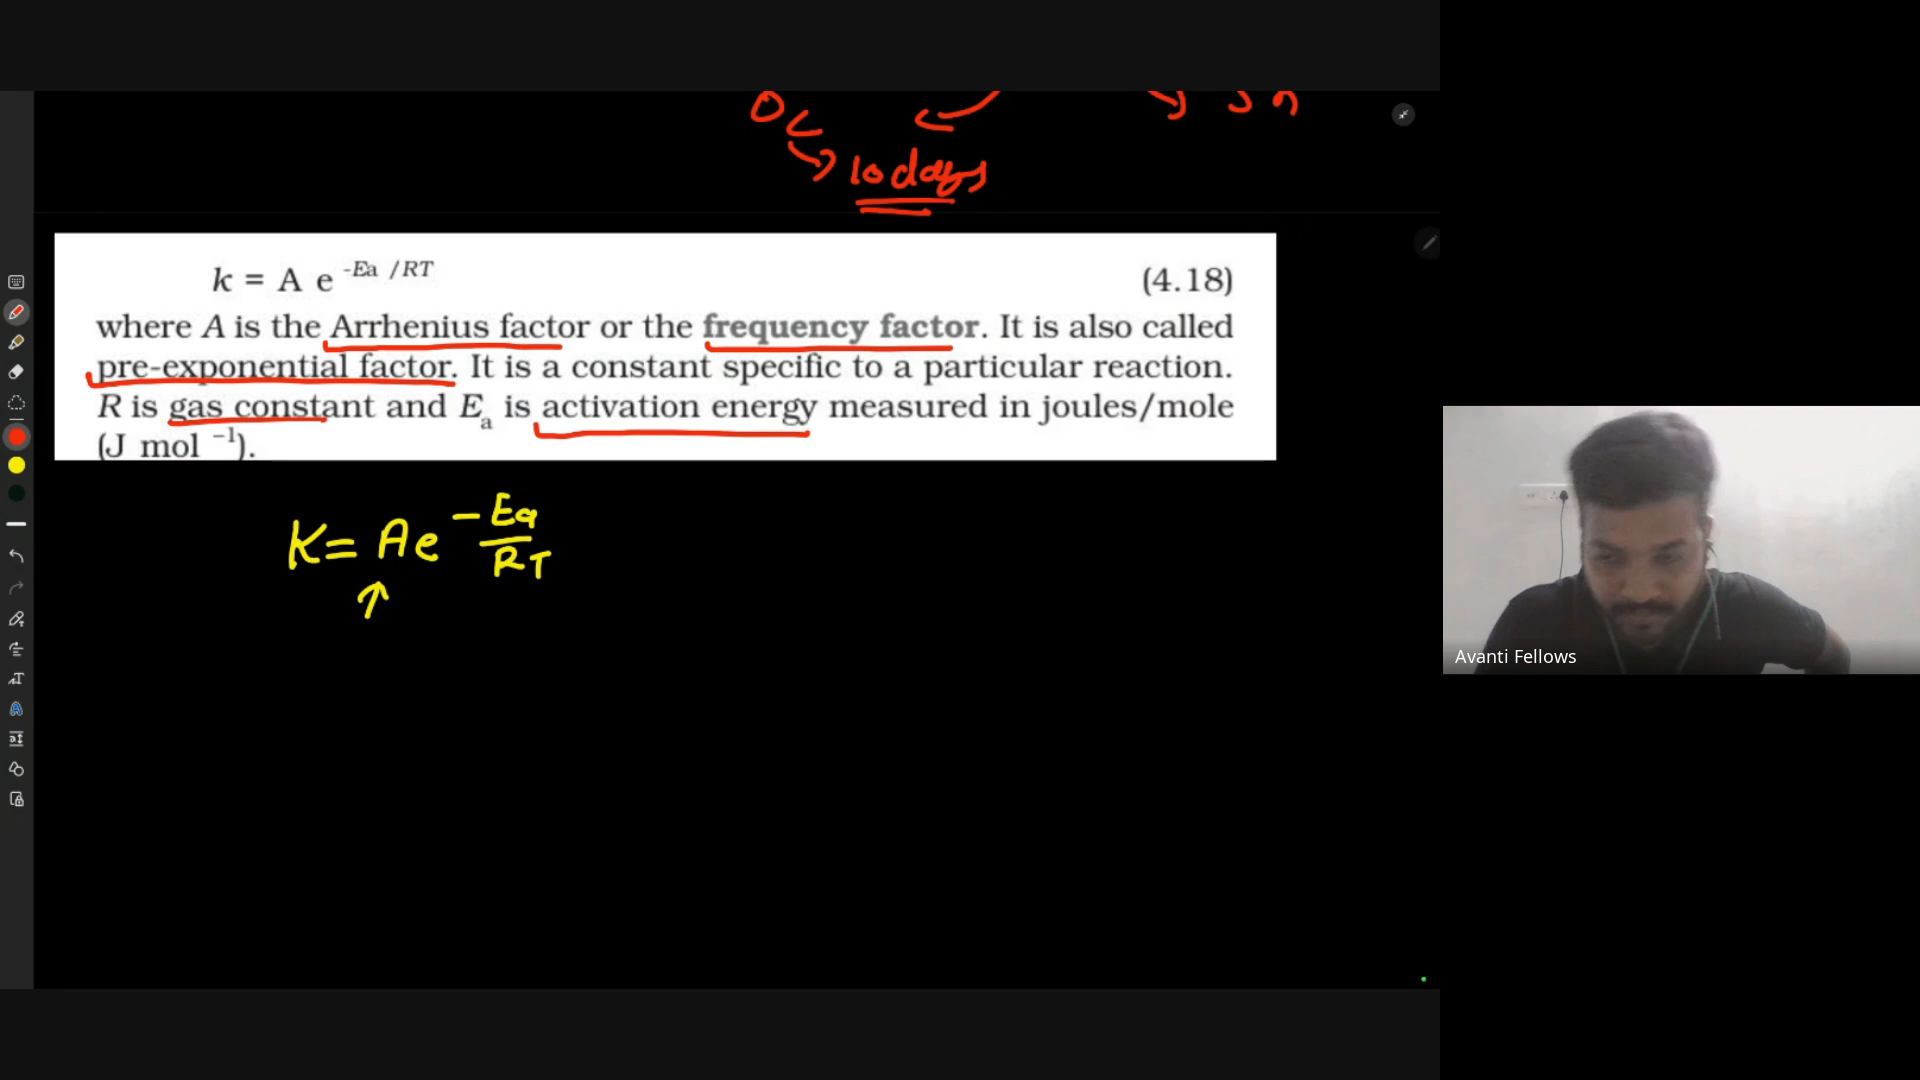 10 days
k = A e -Ea /RT (4.18)
where A is the Arrhenius factor or the frequency factor. It is also called
pre-exponential factor. It is a constant specific to a particular reaction.
R is gas constant and Ea is activation energy measured in joules/mole
(J mol –1).
K = Ae -Ea/RT
Avanti Fellows